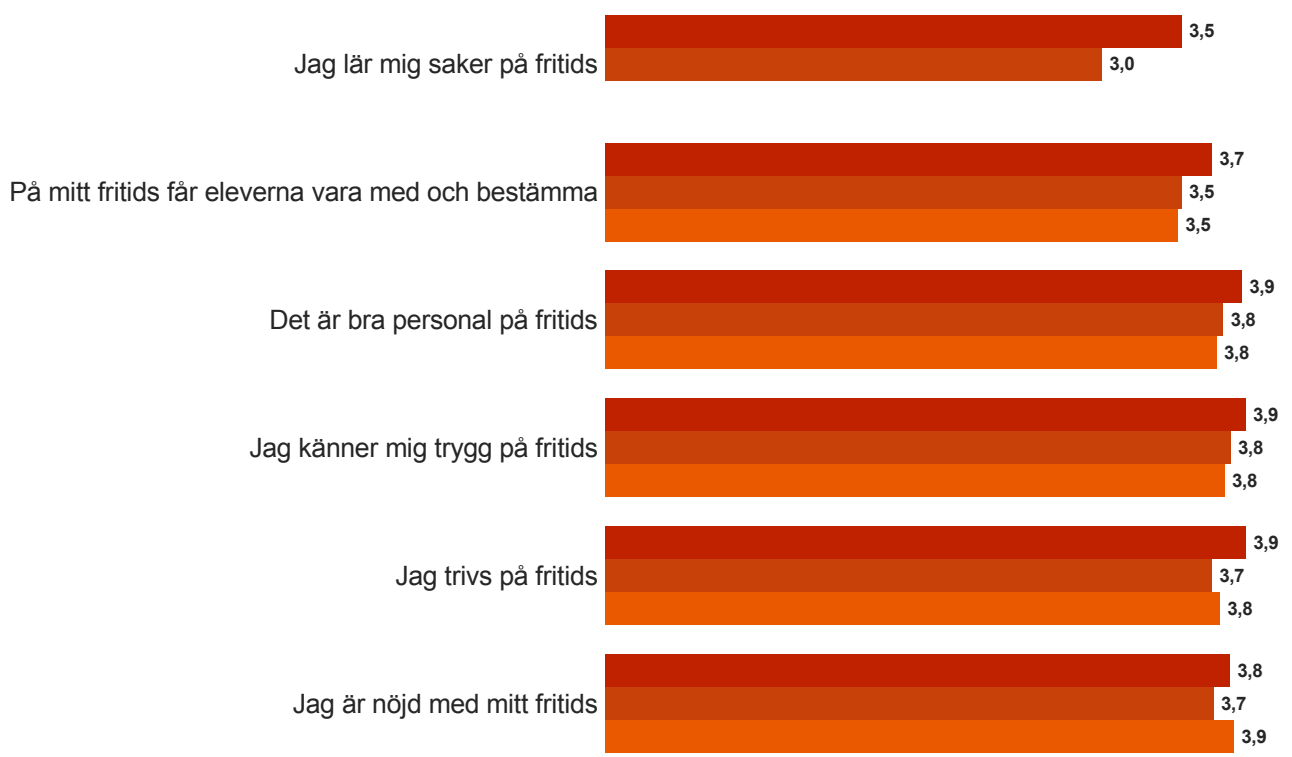 3,5
Jag lär mig saker på fritids
3,0
3,7
På mitt fritids får eleverna vara med och bestämma
3,5
3,5
3,9
Det är bra personal på fritids
3,8
3,8
3,9
Jag känner mig trygg på fritids
3,8
3,8
3,9
Jag trivs på fritids
3,7
3,8
3,8
Jag är nöjd med mitt fritids
3,7
3,9